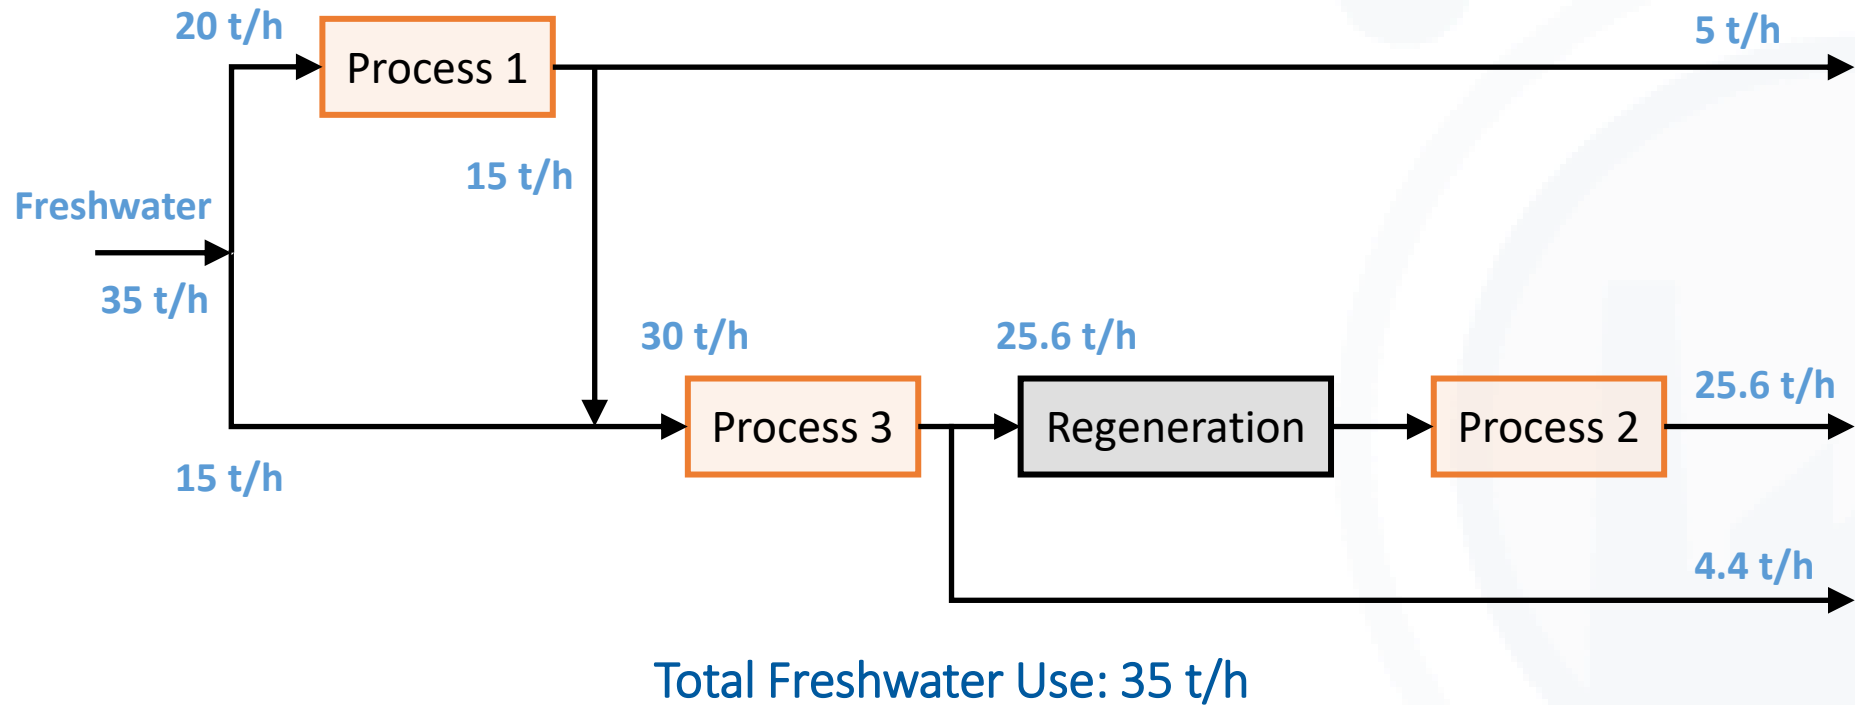 20 t/h
Process 1
5 t/h
15 t/h
Freshwater
35 t/h
30 t/h
25.6 t/h
Process 3
Regeneration
Process 2
25.6 t/h
15 t/h
4.4 t/h
Total Freshwater Use: 35 t/h